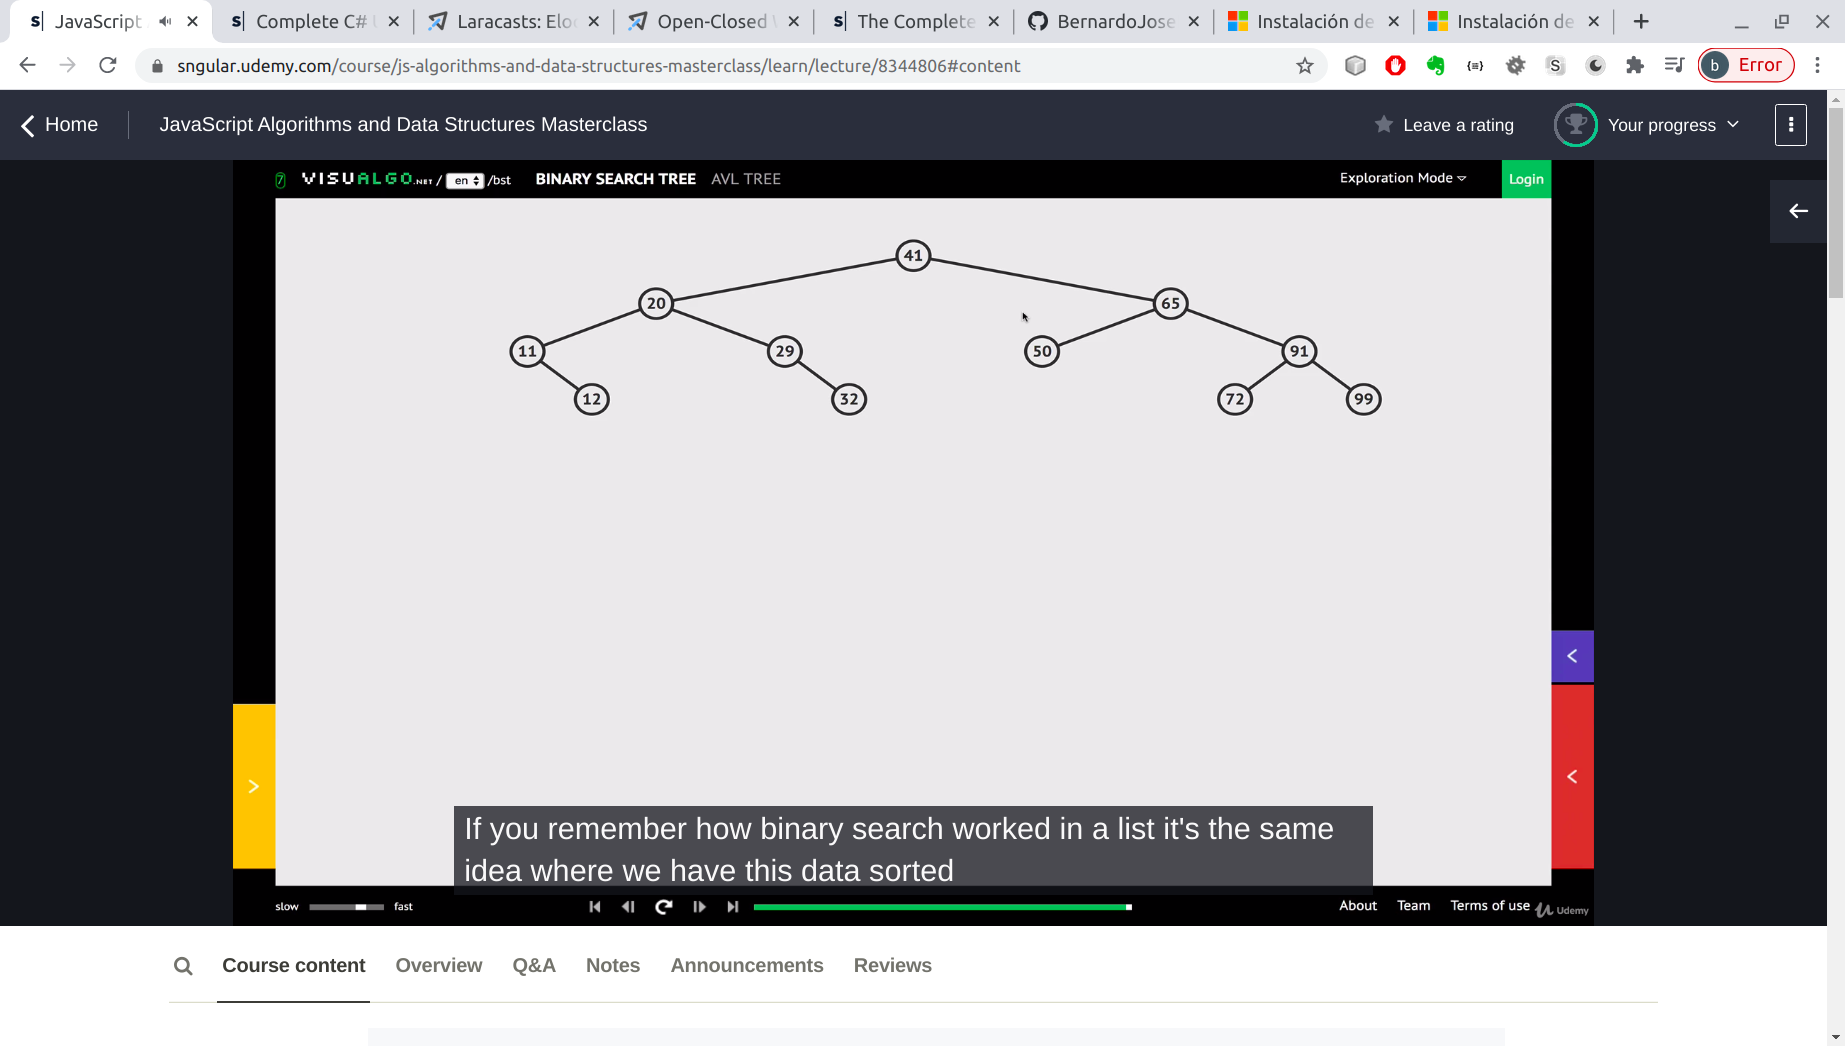 JavaScript
Complete C#
Laracasts: Elo
Open-Closed
The Complete
BernardoJose
Instalación de
Instalación de
sngular.udemy.com/course/js-algorithms-and-data-structures-masterclass/learn/lecture/8344806#content
b Error
Home
JavaScript Algorithms and Data Structures Masterclass
Leave a rating
Your progress
7 VISUALGO.NET / en /bst
BINARY SEARCH TREE AVL TREE
Exploration Mode
Login
41
20 65
11 29 50 91
12 32 72 99
If you remember how binary search worked in a list it's the same
idea where we have this data sorted
slow fast
About Team Terms of use Udemy
Course content Overview Q&A Notes Announcements Reviews